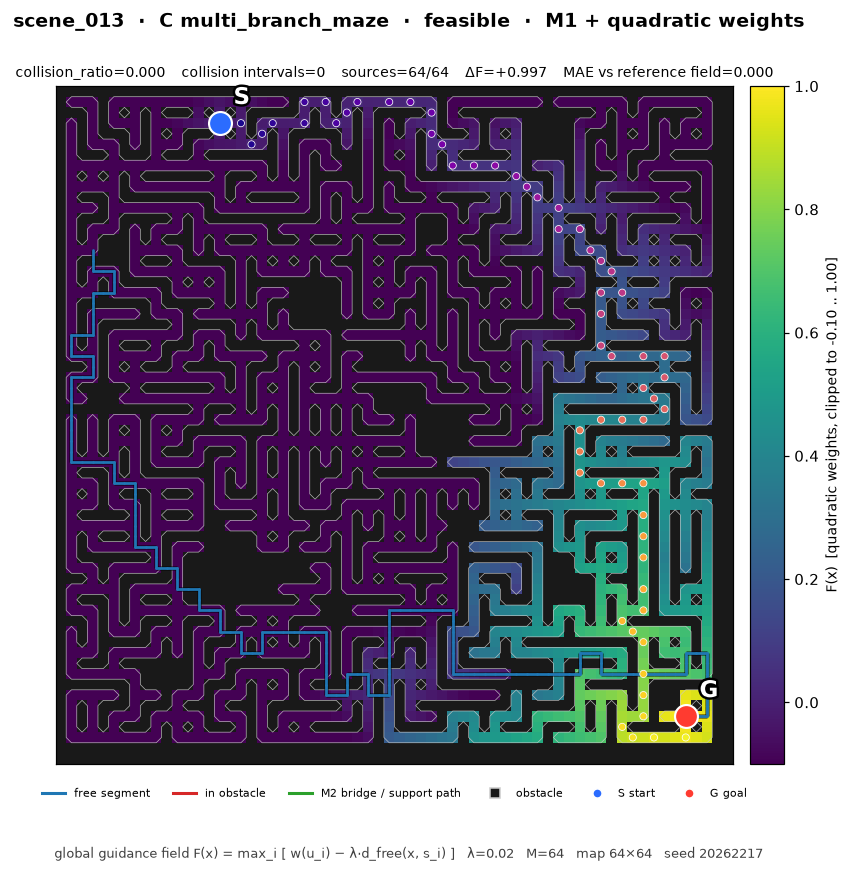 scene_013 · C multi_branch_maze · feasible · M1 + quadratic weights
collision_ratio=0.000 collision intervals=0 sources=64/64 ΔF=+0.997 MAE vs reference field=0.000
S
G
1.0
0.8
0.6
0.4
0.2
0.0
F(x) [quadratic weights, clipped to -0.10 .. 1.00]
free segment in obstacle M2 bridge / support path obstacle S start G goal
global guidance field F(x) = max_i [ w(u_i) − λ·d_free(x, s_i) ] λ=0.02 M=64 map 64×64 seed 20262217